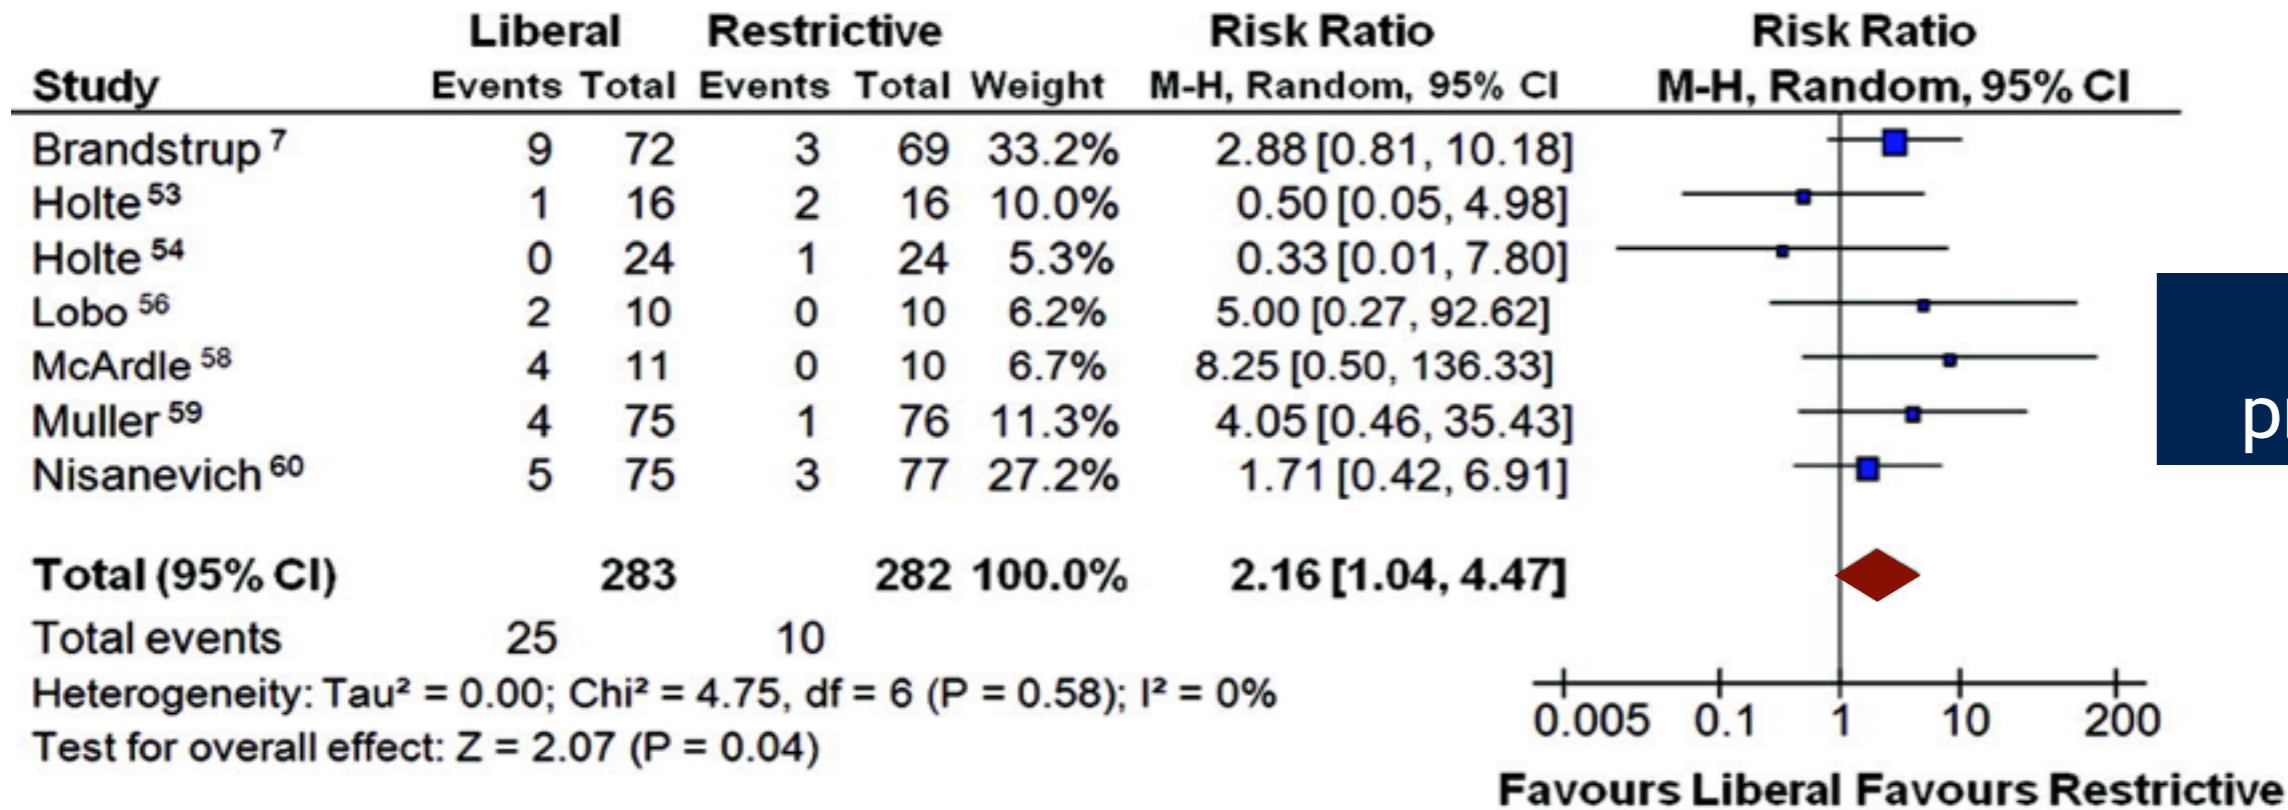 Liberal Restrictive Risk Ratio Risk Ratio
Study Events Total Events Total Weight M-H, Random, 95% CI M-H, Random, 95% CI
Brandstrup ⁷ 9 72 3 69 33.2% 2.88 [0.81, 10.18]
Holte ⁵³ 1 16 2 16 10.0% 0.50 [0.05, 4.98]
Holte ⁵⁴ 0 24 1 24 5.3% 0.33 [0.01, 7.80]
Lobo ⁵⁶ 2 10 0 10 6.2% 5.00 [0.27, 92.62]
McArdle ⁵⁸ 4 11 0 10 6.7% 8.25 [0.50, 136.33]
Muller ⁵⁹ 4 75 1 76 11.3% 4.05 [0.46, 35.43]
Nisanevich ⁶⁰ 5 75 3 77 27.2% 1.71 [0.42, 6.91]
Total (95% CI) 283 282 100.0% 2.16 [1.04, 4.47]
Total events 25 10
Heterogeneity: Tau² = 0.00; Chi² = 4.75, df = 6 (P = 0.58); I² = 0%
Test for overall effect: Z = 2.07 (P = 0.04)
0.005 0.1 1 10 200
Favours Liberal Favours Restrictive